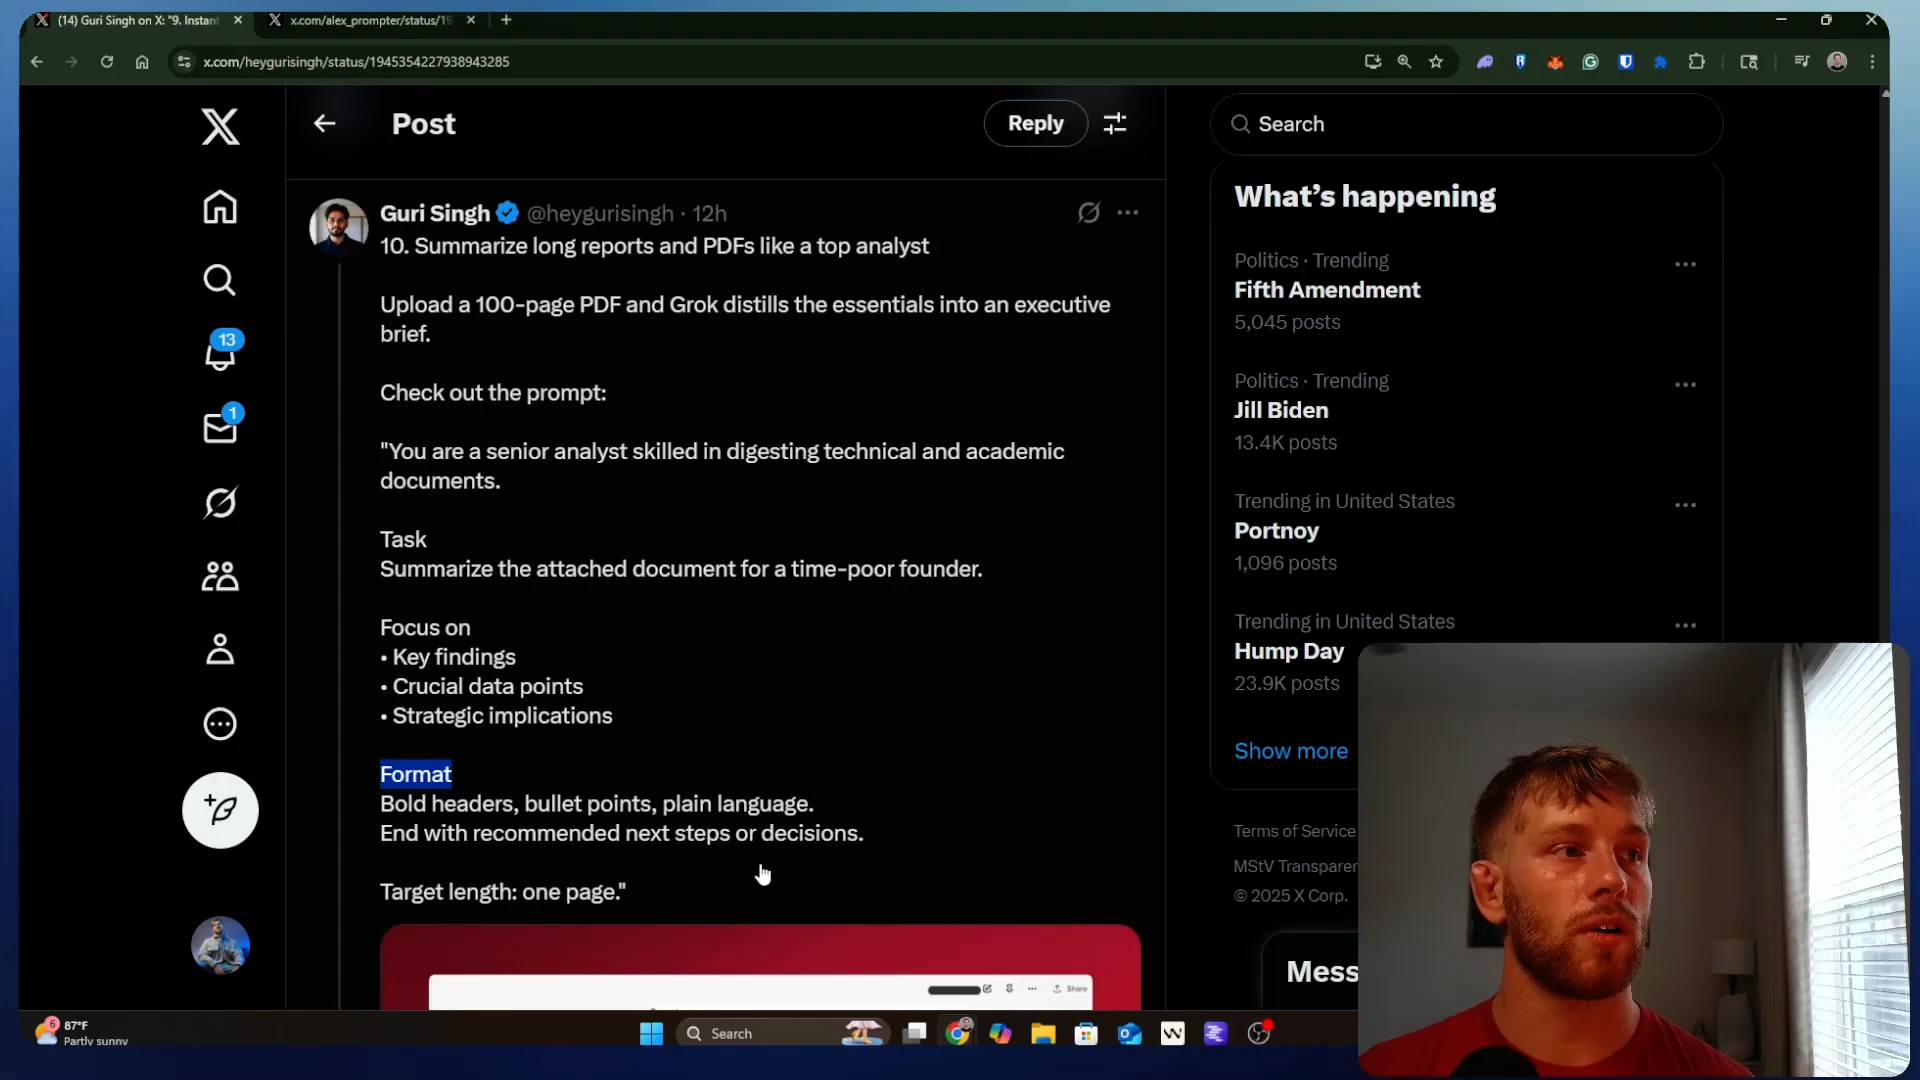 (14) Guri Singh on X: "9. Instant
x.com/alex_prompter/status/19
x.com/heygurisingh/status/1945354227938943285
Post
Reply
Search
Guri Singh @heygurisingh · 12h
10. Summarize long reports and PDFs like a top analyst
Upload a 100-page PDF and Grok distills the essentials into an executive
brief.
Check out the prompt:
"You are a senior analyst skilled in digesting technical and academic
documents.
Task
Summarize the attached document for a time-poor founder.
Focus on
• Key findings
• Crucial data points
• Strategic implications
Format
Bold headers, bullet points, plain language.
End with recommended next steps or decisions.
Target length: one page."
Share
13
1
What's happening
Politics · Trending
Fifth Amendment
5,045 posts
Politics · Trending
Jill Biden
13.4K posts
Trending in United States
Portnoy
1,096 posts
Trending in United States
Hump Day
23.9K posts
Show more
Terms of Service
MStV Transparen
© 2025 X Corp.
Mess
6
87°F
Partly sunny
Search